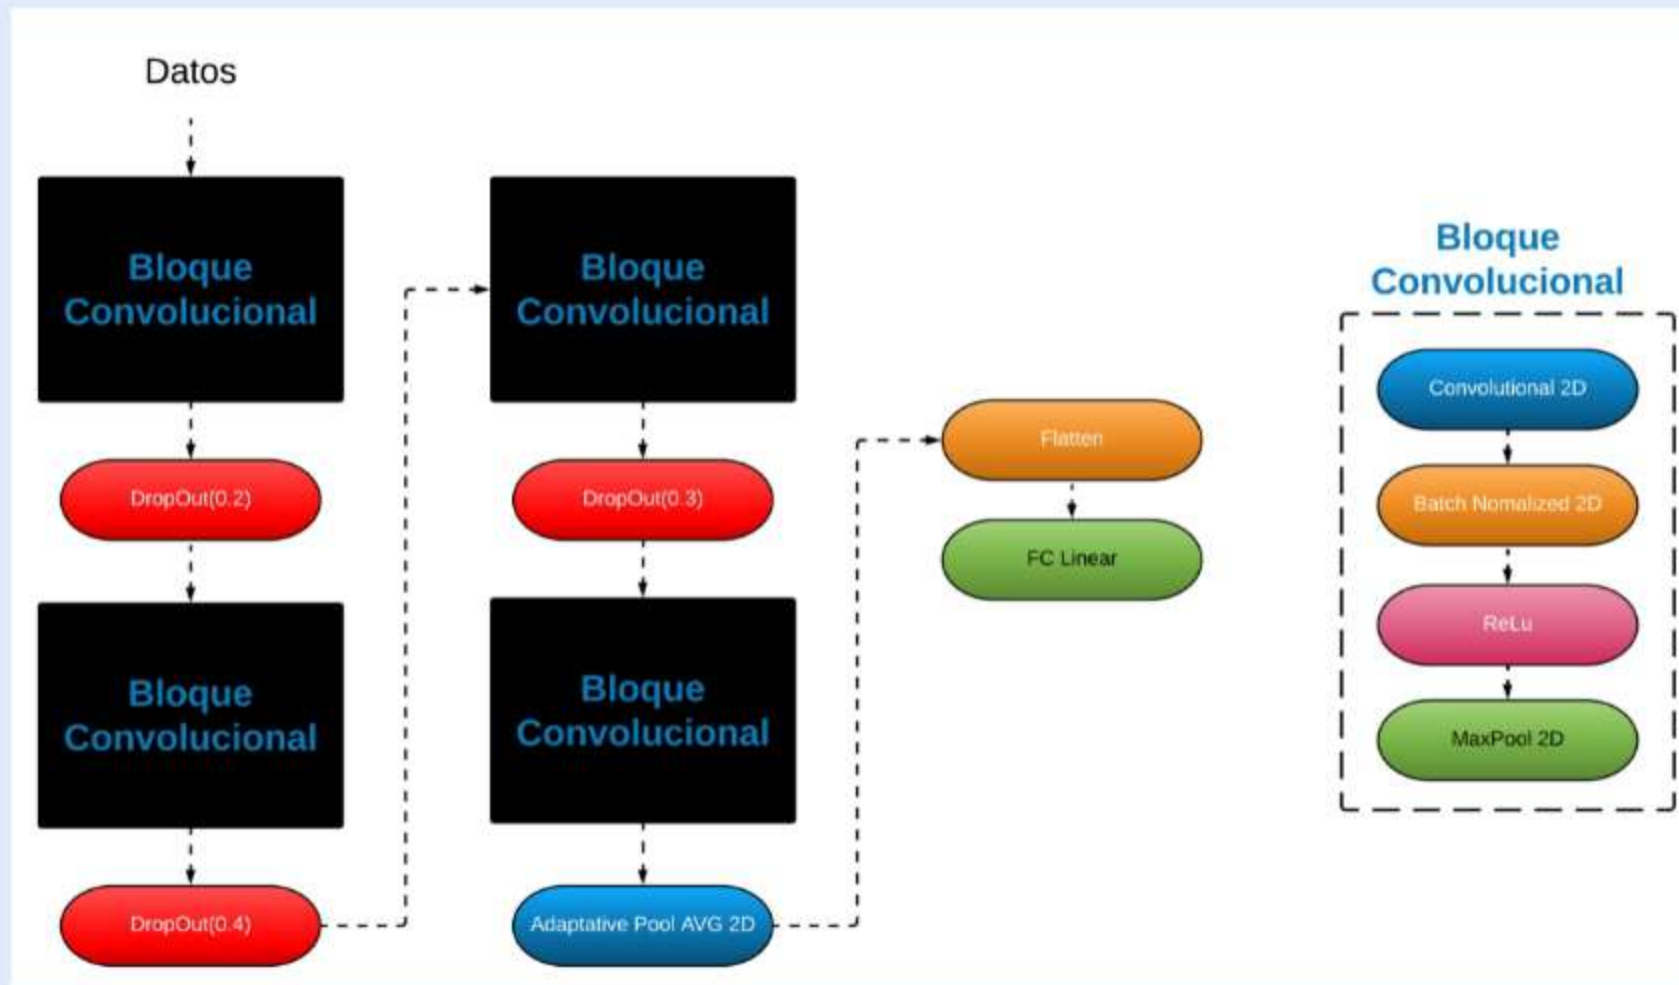 Datos
Bloque
Convolucional
DropOut(0.2)
Bloque
Convolucional
DropOut(0.4)
Bloque
Convolucional
DropOut(0.3)
Bloque
Convolucional
Adaptative Pool AVG 2D
Flatten
FC Linear
Bloque
Convolucional
Convolutional 2D
Batch Nomalized 2D
ReLu
MaxPool 2D